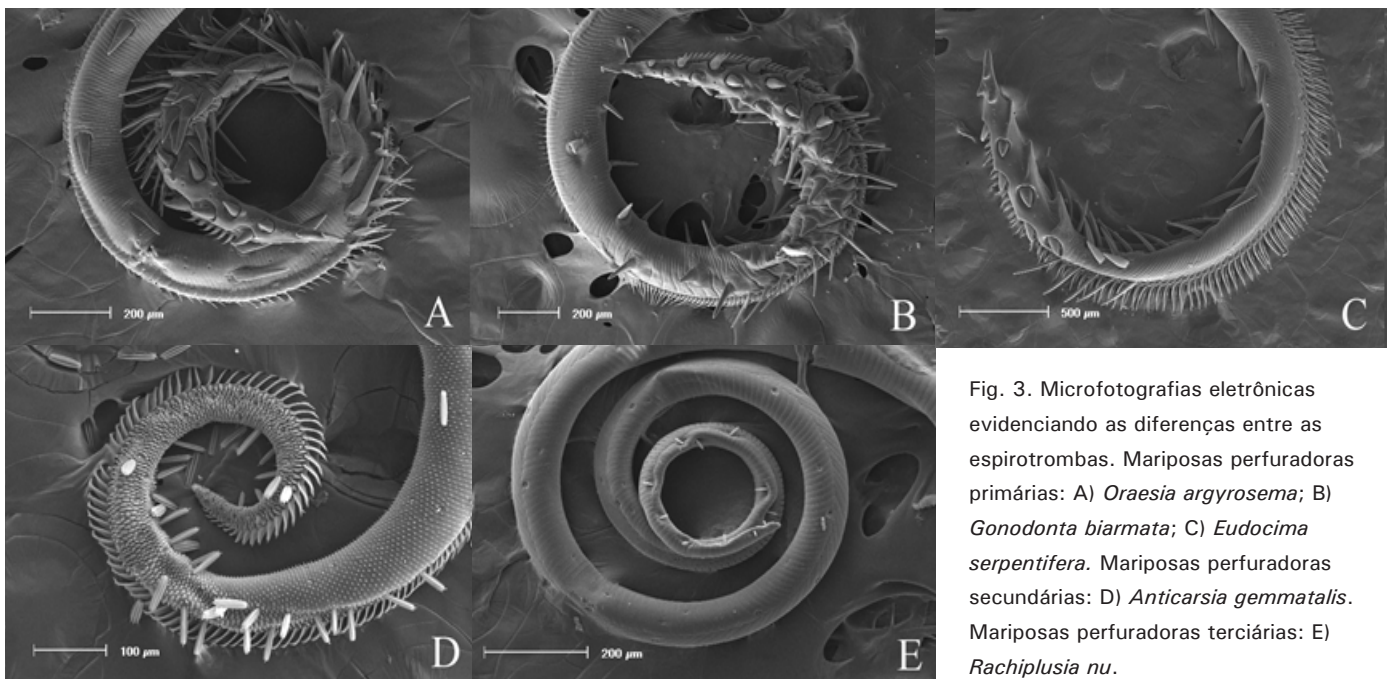 200 µm
A
200 µm
B
500 µm
C
100 µm
D
200 µm
E
Fig. 3. Microfotografias eletrônicas
evidenciando as diferenças entre as
espirotrombas. Mariposas perfuradoras
primárias: A) Oraesia argyrosema; B)
Gonodonta biarmata; C) Eudocima
serpentifera. Mariposas perfuradoras
secundárias: D) Anticarsia gemmatalis.
Mariposas perfuradoras terciárias: E)
Rachiplusia nu.